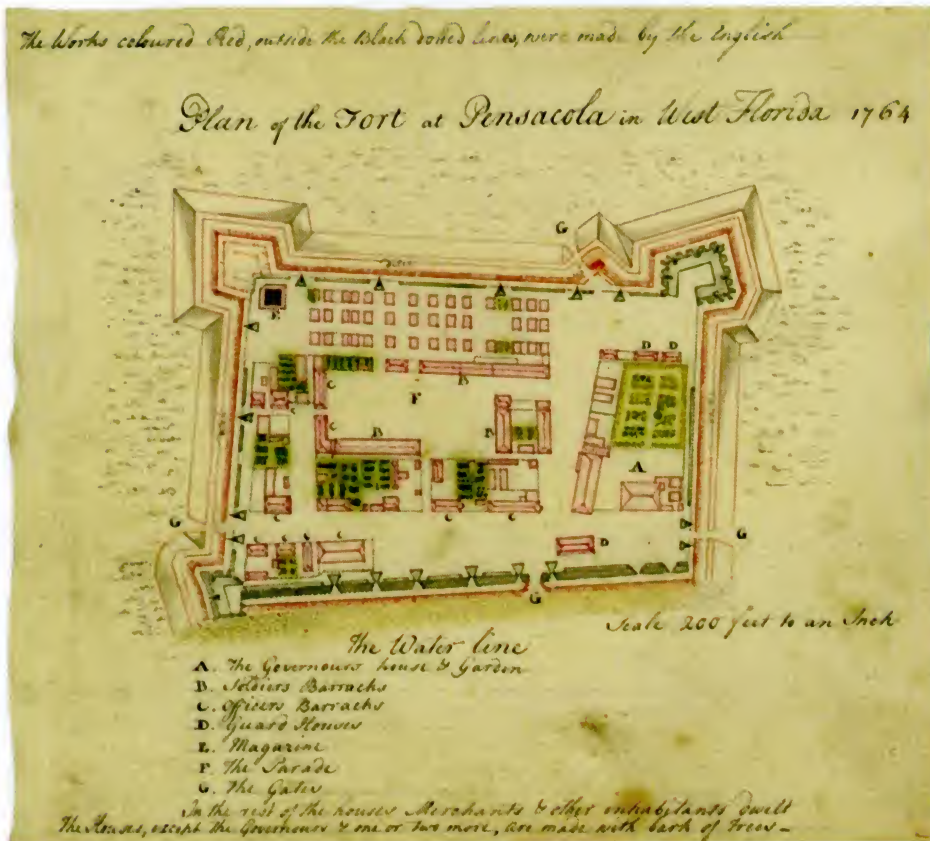 The Works coloured Red, outside the Black dotted lines, were made by the English
Plan of the Fort at Pensacola in West Florida 1764
G
E
D D
B
C
F
C
C
B
B
A
C
C C
G
G
C C C C
D
G
Scale 200 feet to an Inch
The Water line
A. The Governours house & Garden
B. Soldiers Barracks
C. Officers Barracks
D. Guard Houses
E. Magazine
F. The Parade
G. The Gates
In the rest of the houses Merchants & other inhabitants dwelt
The Houses, except the Governours & one or two more, are made with bark of Trees —